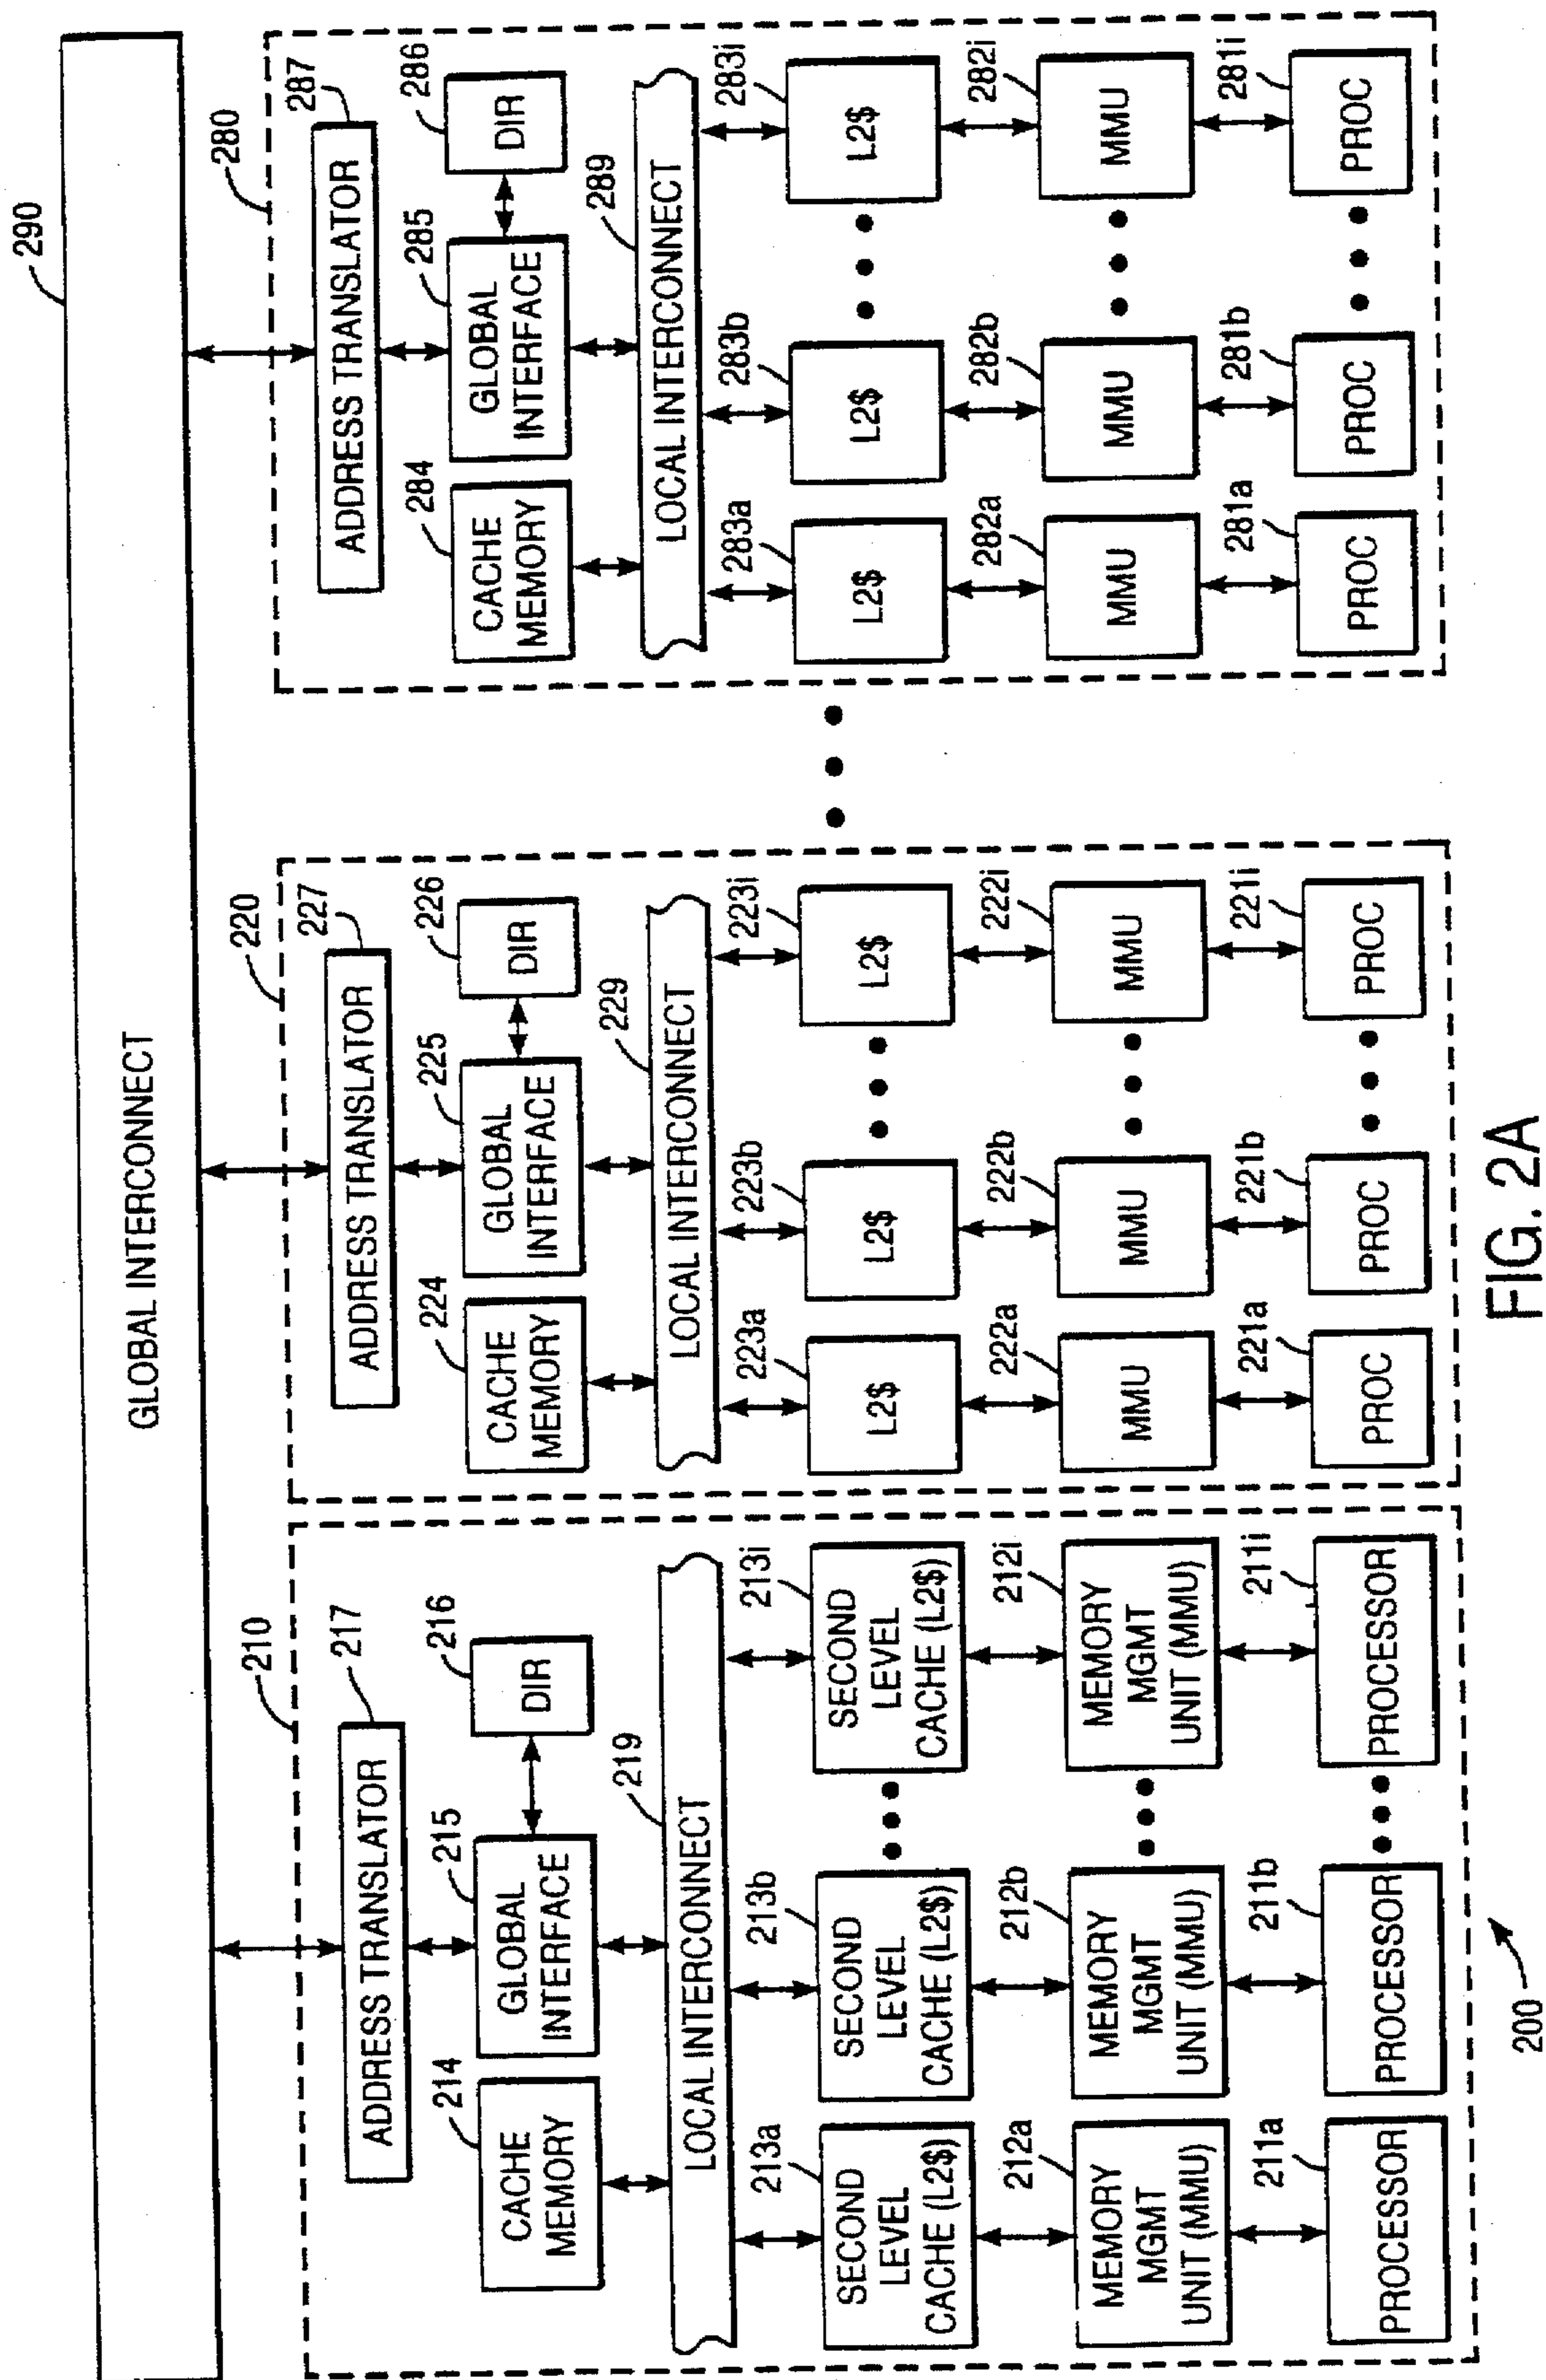 290
GLOBAL INTERCONNECT
210
217
ADDRESS TRANSLATOR
214
CACHE
MEMORY
215
GLOBAL
INTERFACE
216
DIR
219
LOCAL INTERCONNECT
213a
SECOND
LEVEL
CACHE (L2$)
213b
SECOND
LEVEL
CACHE (L2$)
213i
SECOND
LEVEL
CACHE (L2$)
212a
MEMORY
MGMT
UNIT (MMU)
212b
MEMORY
MGMT
UNIT (MMU)
212i
MEMORY
MGMT
UNIT (MMU)
211a
PROCESSOR
211b
PROCESSOR
211i
PROCESSOR
220
227
ADDRESS TRANSLATOR
224
CACHE
MEMORY
225
GLOBAL
INTERFACE
226
DIR
229
LOCAL INTERCONNECT
223a
L2$
223b
L2$
223i
L2$
222a
MMU
222b
MMU
222i
MMU
221a
PROC
221b
PROC
221i
PROC
280
287
ADDRESS TRANSLATOR
284
CACHE
MEMORY
285
GLOBAL
INTERFACE
286
DIR
289
LOCAL INTERCONNECT
283a
L2$
283b
L2$
283i
L2$
282a
MMU
282b
MMU
282i
MMU
281a
PROC
281b
PROC
281i
PROC
200
FIG. 2A